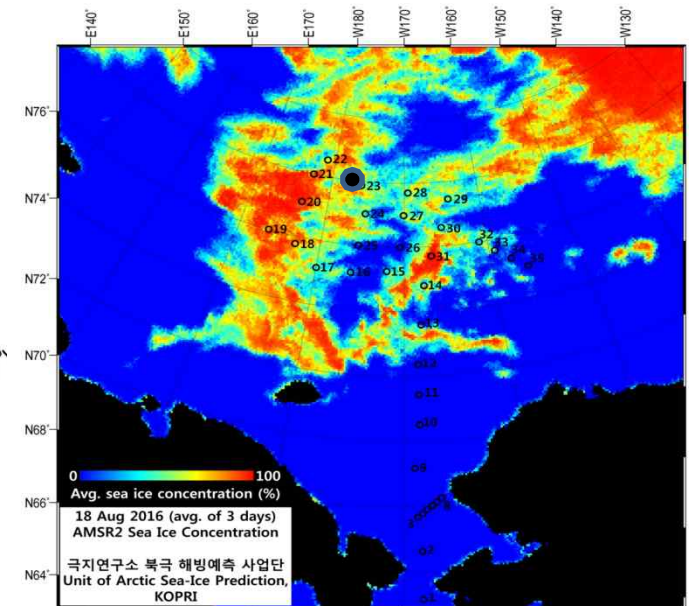 E140° E150° E160° E170° W180° W170° W160° W150° W140° W130°
N76°
22
21
23
28
N74°
20
29
24
27
19
30
32
18
25
26
33
31
34
35
17
16
15
N72°
14
13
N70°
12
11
N68°
10
9
0 100
Avg. sea ice concentration (%)
N66°
8
18 Aug 2016 (avg. of 3 days)
AMSR2 Sea Ice Concentration
2
극지연구소 북극 해빙예측 사업단
N64°
Unit of Arctic Sea-Ice Prediction,
KOPRI
1